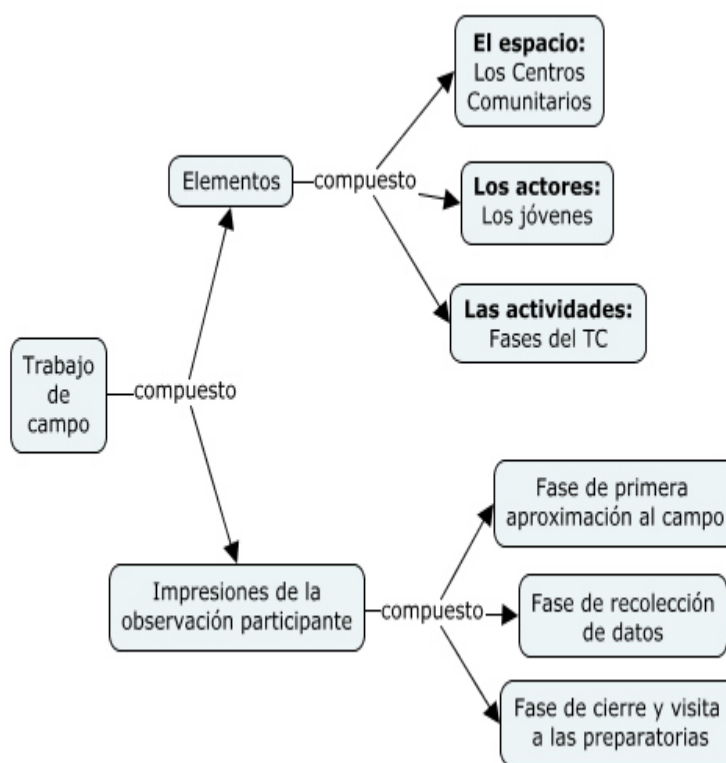 El espacio:
Los Centros
Comunitarios
Elementos
compuesto
Los actores:
Los jóvenes
Las actividades:
Fases del TC
Trabajo
de
campo
compuesto
Fase de primera
aproximación al campo
Impresiones de la
observación participante
compuesto
Fase de recolección
de datos
Fase de cierre y visita
a las preparatorias